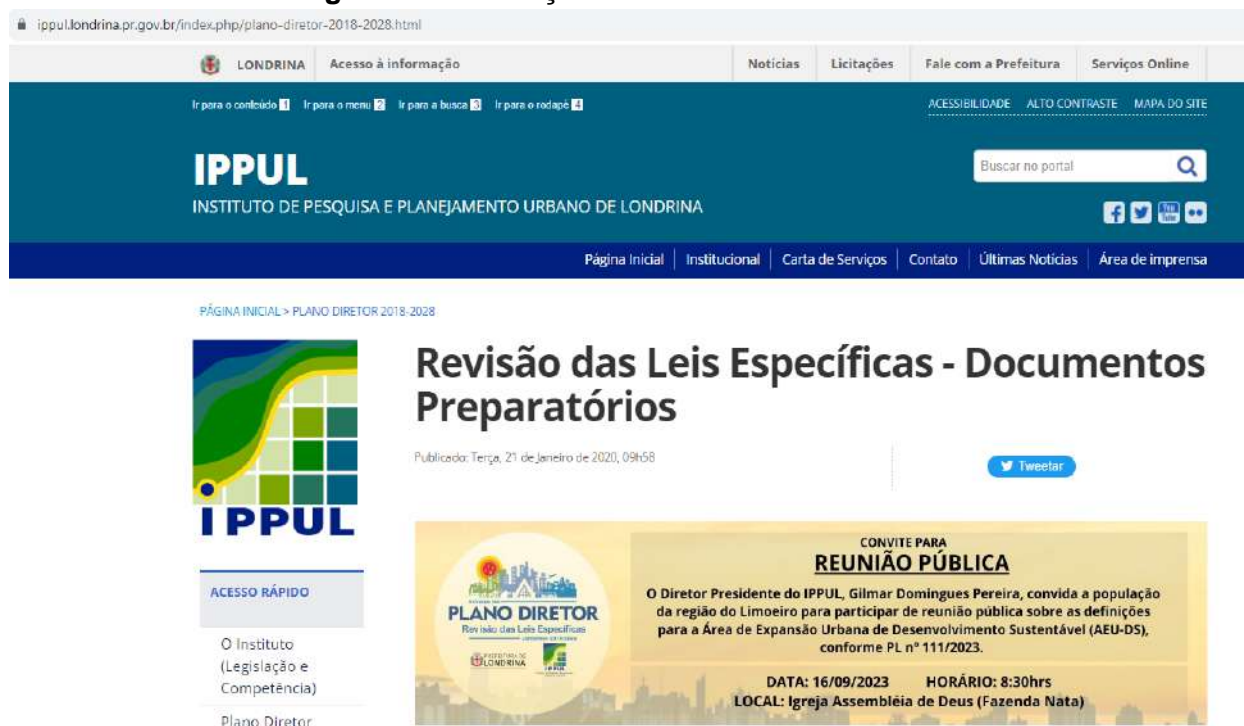 ippul.londrina.pr.gov.br/index.php/plano-diretor-2018-2028.html
LONDRINA Acesso à informação Notícias Licitações Fale com a Prefeitura Serviços Online
Ir para o conteúdo 1 Ir para o menu 2 Ir para a busca 3 Ir para o rodapé 4 ACESSIBILIDADE ALTO CONTRASTE MAPA DO SITE
IPPUL
Buscar no portal
INSTITUTO DE PESQUISA E PLANEJAMENTO URBANO DE LONDRINA
Página Inicial Institucional Carta de Serviços Contato Últimas Notícias Área de imprensa
PÁGINA INICIAL > PLANO DIRETOR 2018-2028
Revisão das Leis Específicas - Documentos
Preparatórios
Publicado: Terça, 21 de Janeiro de 2020, 09h58
Tweetar
IPPUL
ACESSO RÁPIDO
O Instituto
(Legislação e
Competência)
Plano Diretor
PLANO DIRETOR
Revisão das Leis Específicas
PREFEITURA DE
LONDRINA
CONVITE PARA
REUNIÃO PÚBLICA
O Diretor Presidente do IPPUL, Gilmar Domingues Pereira, convida a população
da região do Limoeiro para participar de reunião pública sobre as definições
para a Área de Expansão Urbana de Desenvolvimento Sustentável (AEU-DS),
conforme PL nº 111/2023.
DATA: 16/09/2023 HORÁRIO: 8:30hrs
LOCAL: Igreja Assembléia de Deus (Fazenda Nata)